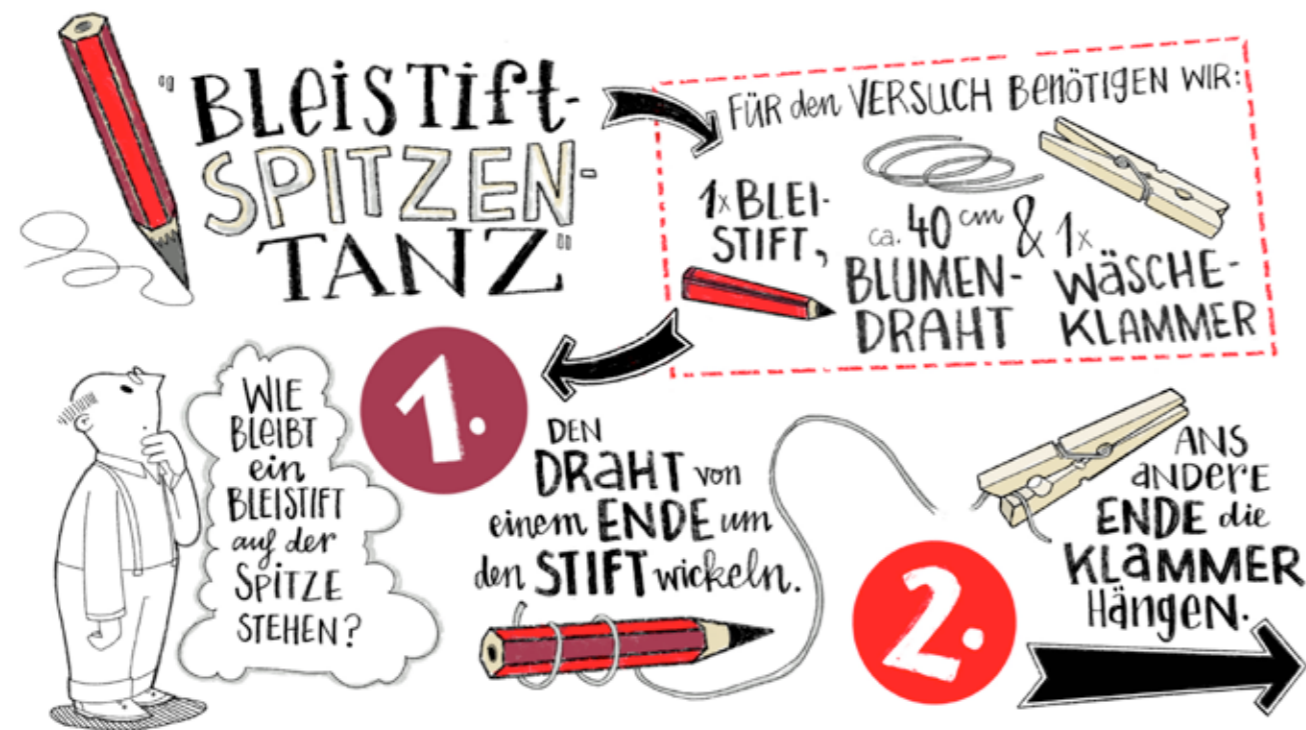 "BLEISTIFT-
SPITZEN-
TANZ"
FÜR den VERSUCH BENÖTIGEN WIR:
1x BLEI-
STIFT,
ca. 40 cm
BLUMEN-
DRAHT
& 1x
WÄSCHE-
KLAMMER
WIE
BLEIBT
ein
BLEISTIFT
auf der
SPITZE
STEHEN?
1.
DEN
DRAHT von
einem ENDE um
den STIFT wickeln.
2.
ANS
ANDERE
ENDE die
KLAMMER
HÄNGEN.